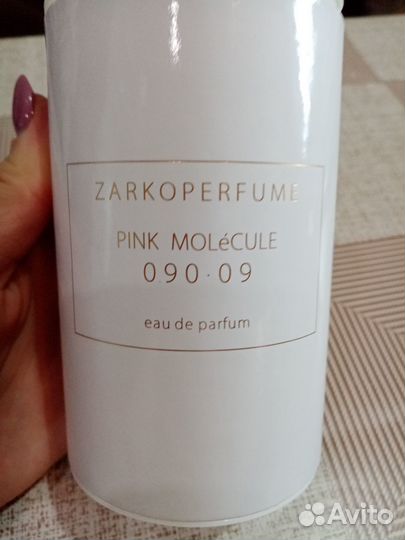 ZARKOPERFUME
PINK MOLéCULE
090·09
eau de parfum
Avito